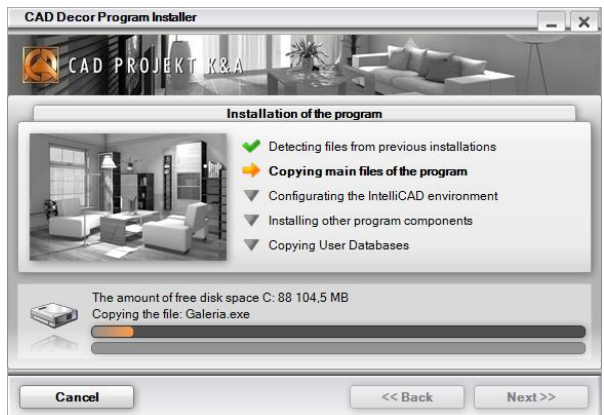 CAD Decor Program Installer
CAD PROJEKT K&A
Installation of the program
Detecting files from previous installations
Copying main files of the program
Configurating the IntelliCAD environment
Installing other program components
Copying User Databases
The amount of free disk space C: 88 104,5 MB
Copying the file: Galeria.exe
Cancel
<< Back
Next >>